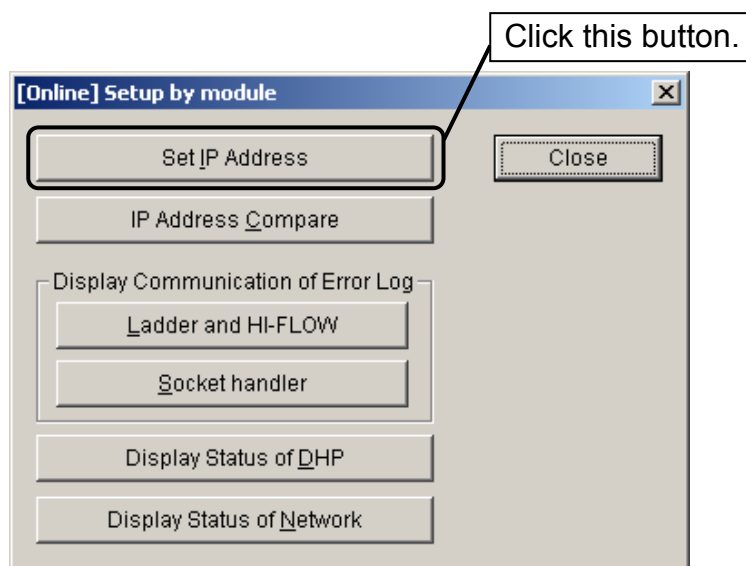 Click this button.
[Online] Setup by module
Set IP Address
Close
IP Address Compare
Display Communication of Error Log
Ladder and HI-FLOW
Socket handler
Display Status of DHP
Display Status of Network